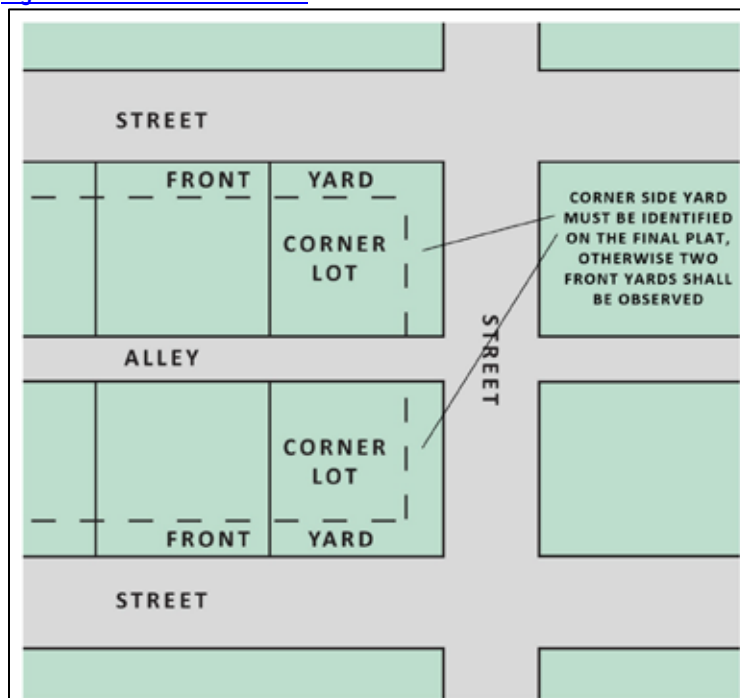 STREET
FRONT YARD
CORNER
LOT
CORNER SIDE YARD
MUST BE IDENTIFIED
ON THE FINAL PLAT,
OTHERWISE TWO
FRONT YARDS SHALL
BE OBSERVED
STREET
ALLEY
CORNER
LOT
FRONT YARD
STREET